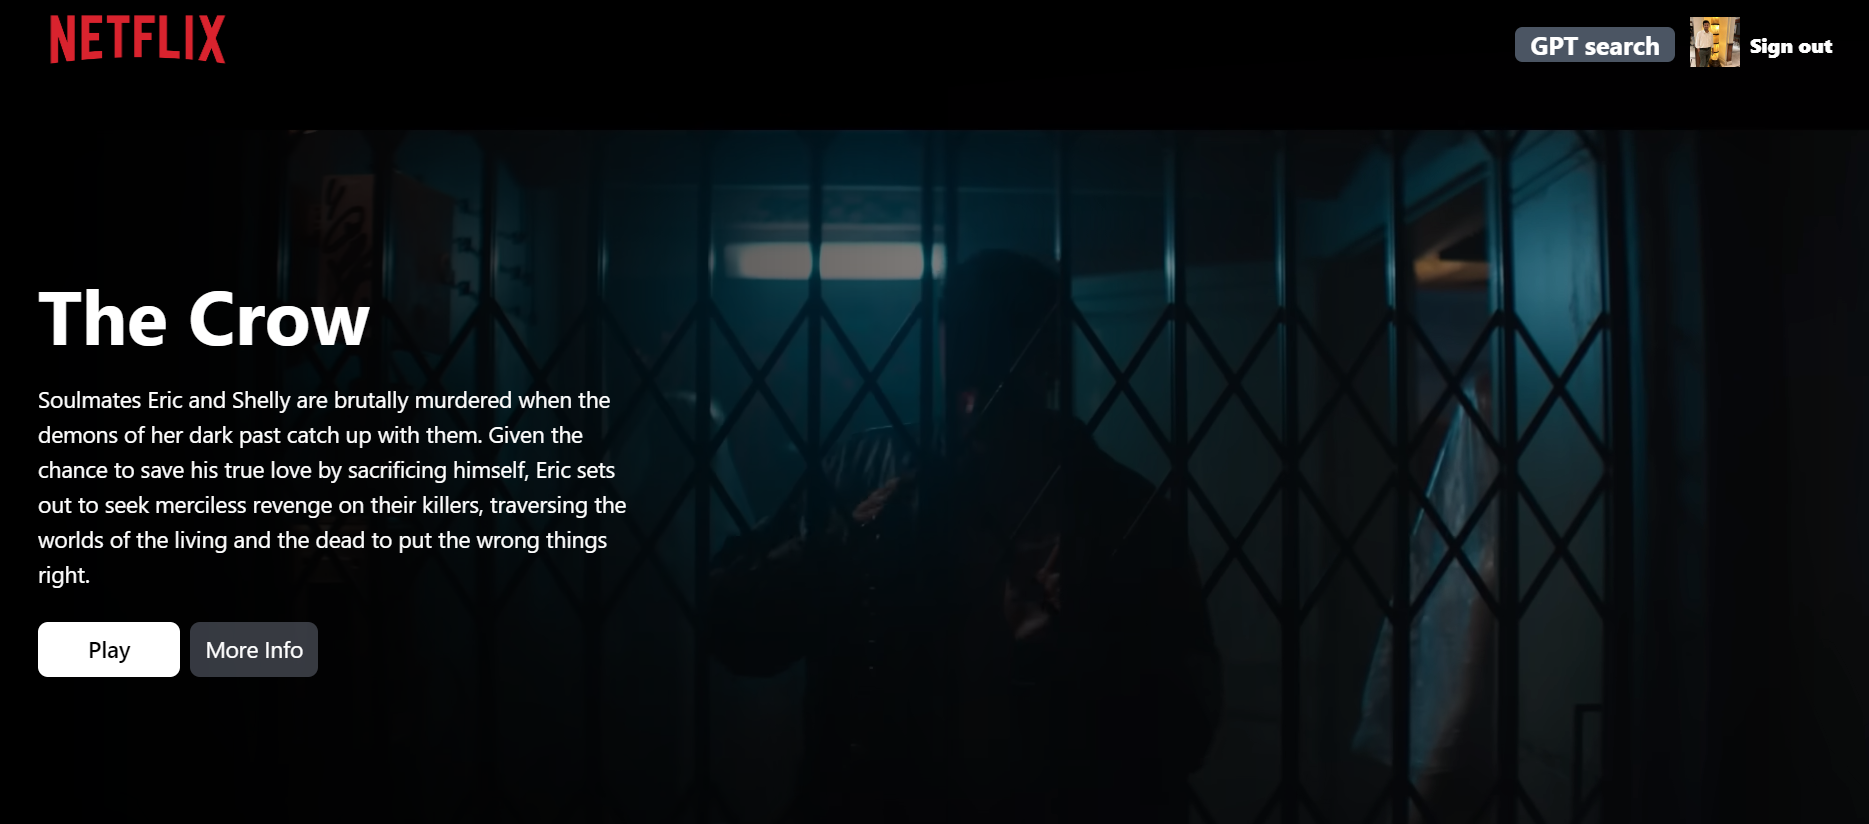 NETFLIX
GPT search
Sign out
The Crow
Soulmates Eric and Shelly are brutally murdered when the
demons of her dark past catch up with them. Given the
chance to save his true love by sacrificing himself, Eric sets
out to seek merciless revenge on their killers, traversing the
worlds of the living and the dead to put the wrong things
right.
Play
More Info